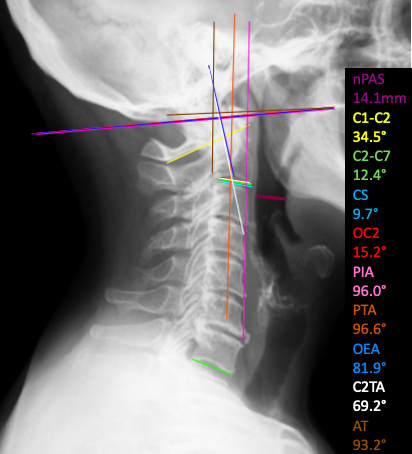 nPAS
14.1mm
C1-C2
34.5°
C2-C7
12.4°
CS
9.7°
OC2
15.2°
PIA
96.0°
PTA
96.6°
OEA
81.9°
C2TA
69.2°
AT
93.2°